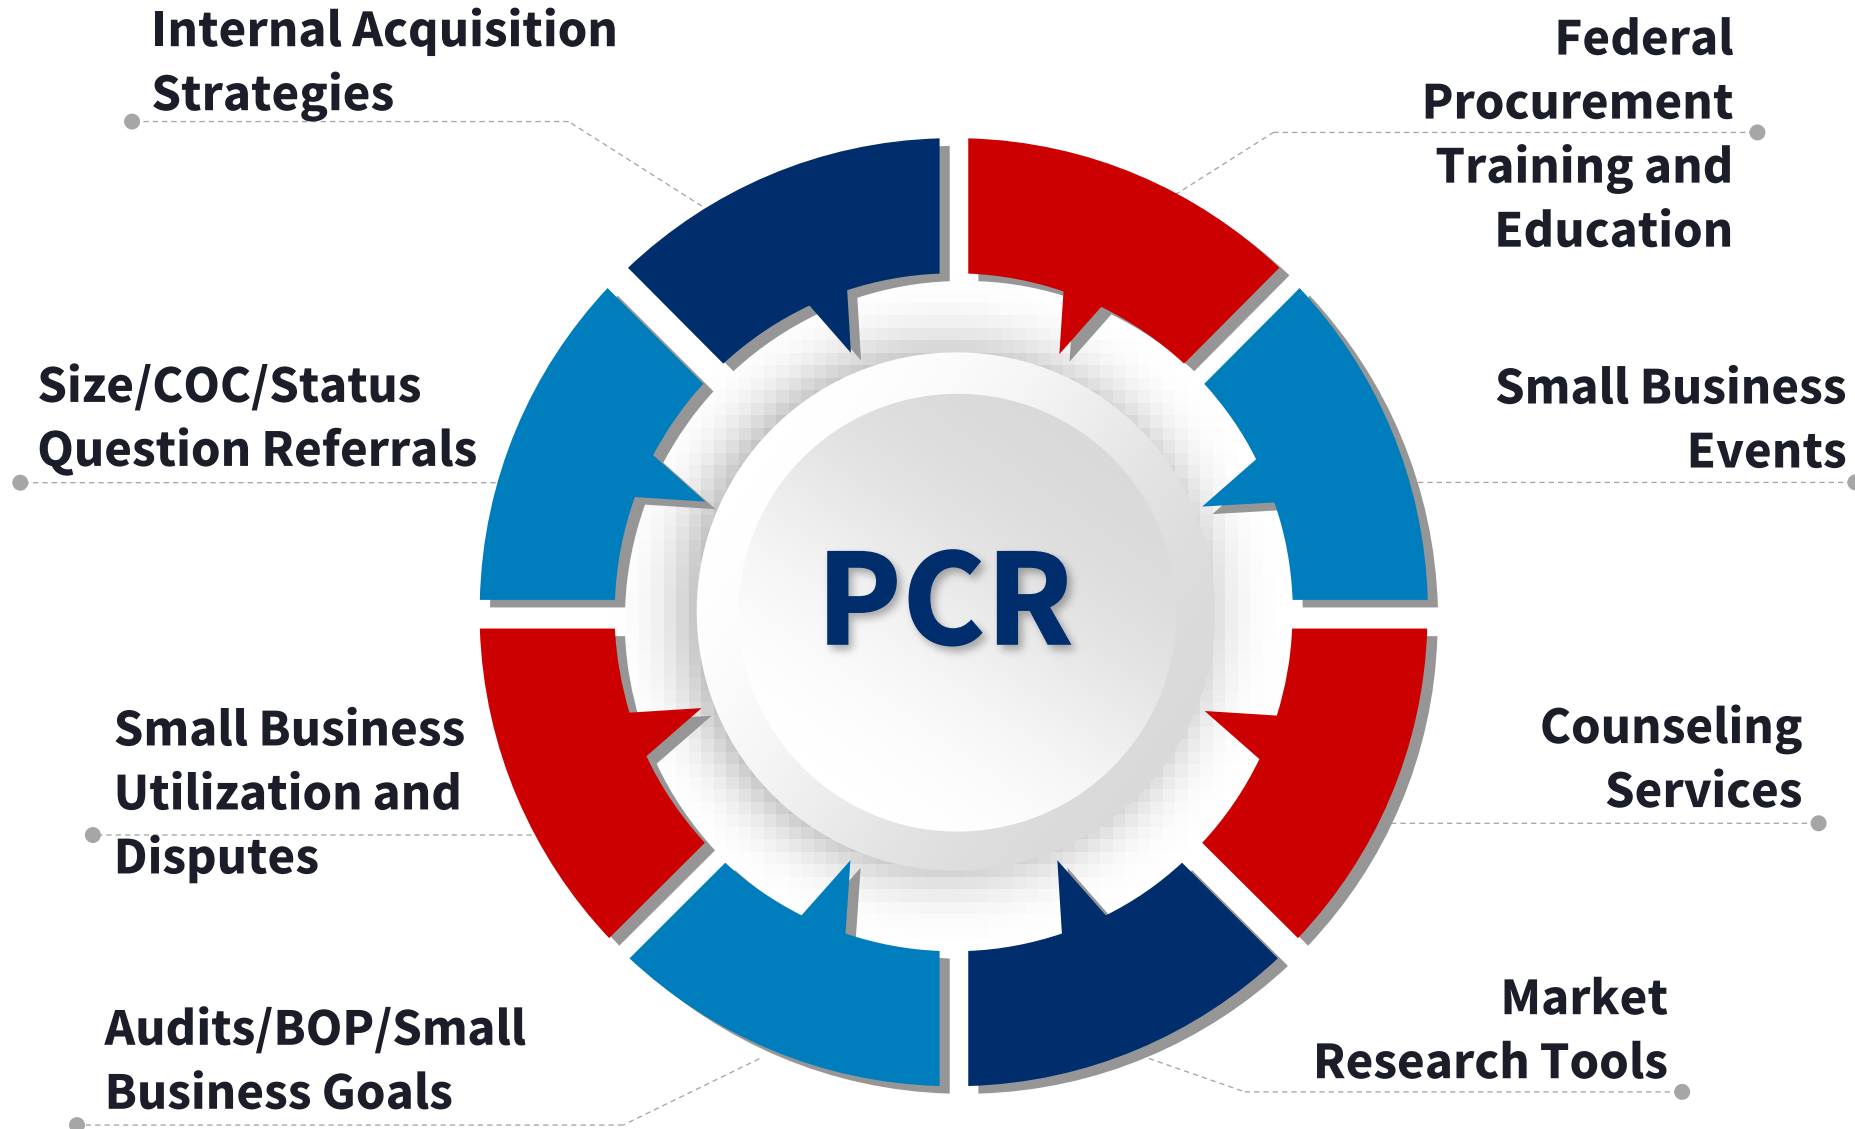 Internal Acquisition
Strategies
Federal
Procurement
Training and
Education
Size/COC/Status
Question Referrals
Small Business
Events
PCR
Small Business
Utilization and
Disputes
Counseling
Services
Audits/BOP/Small
Business Goals
Market
Research Tools